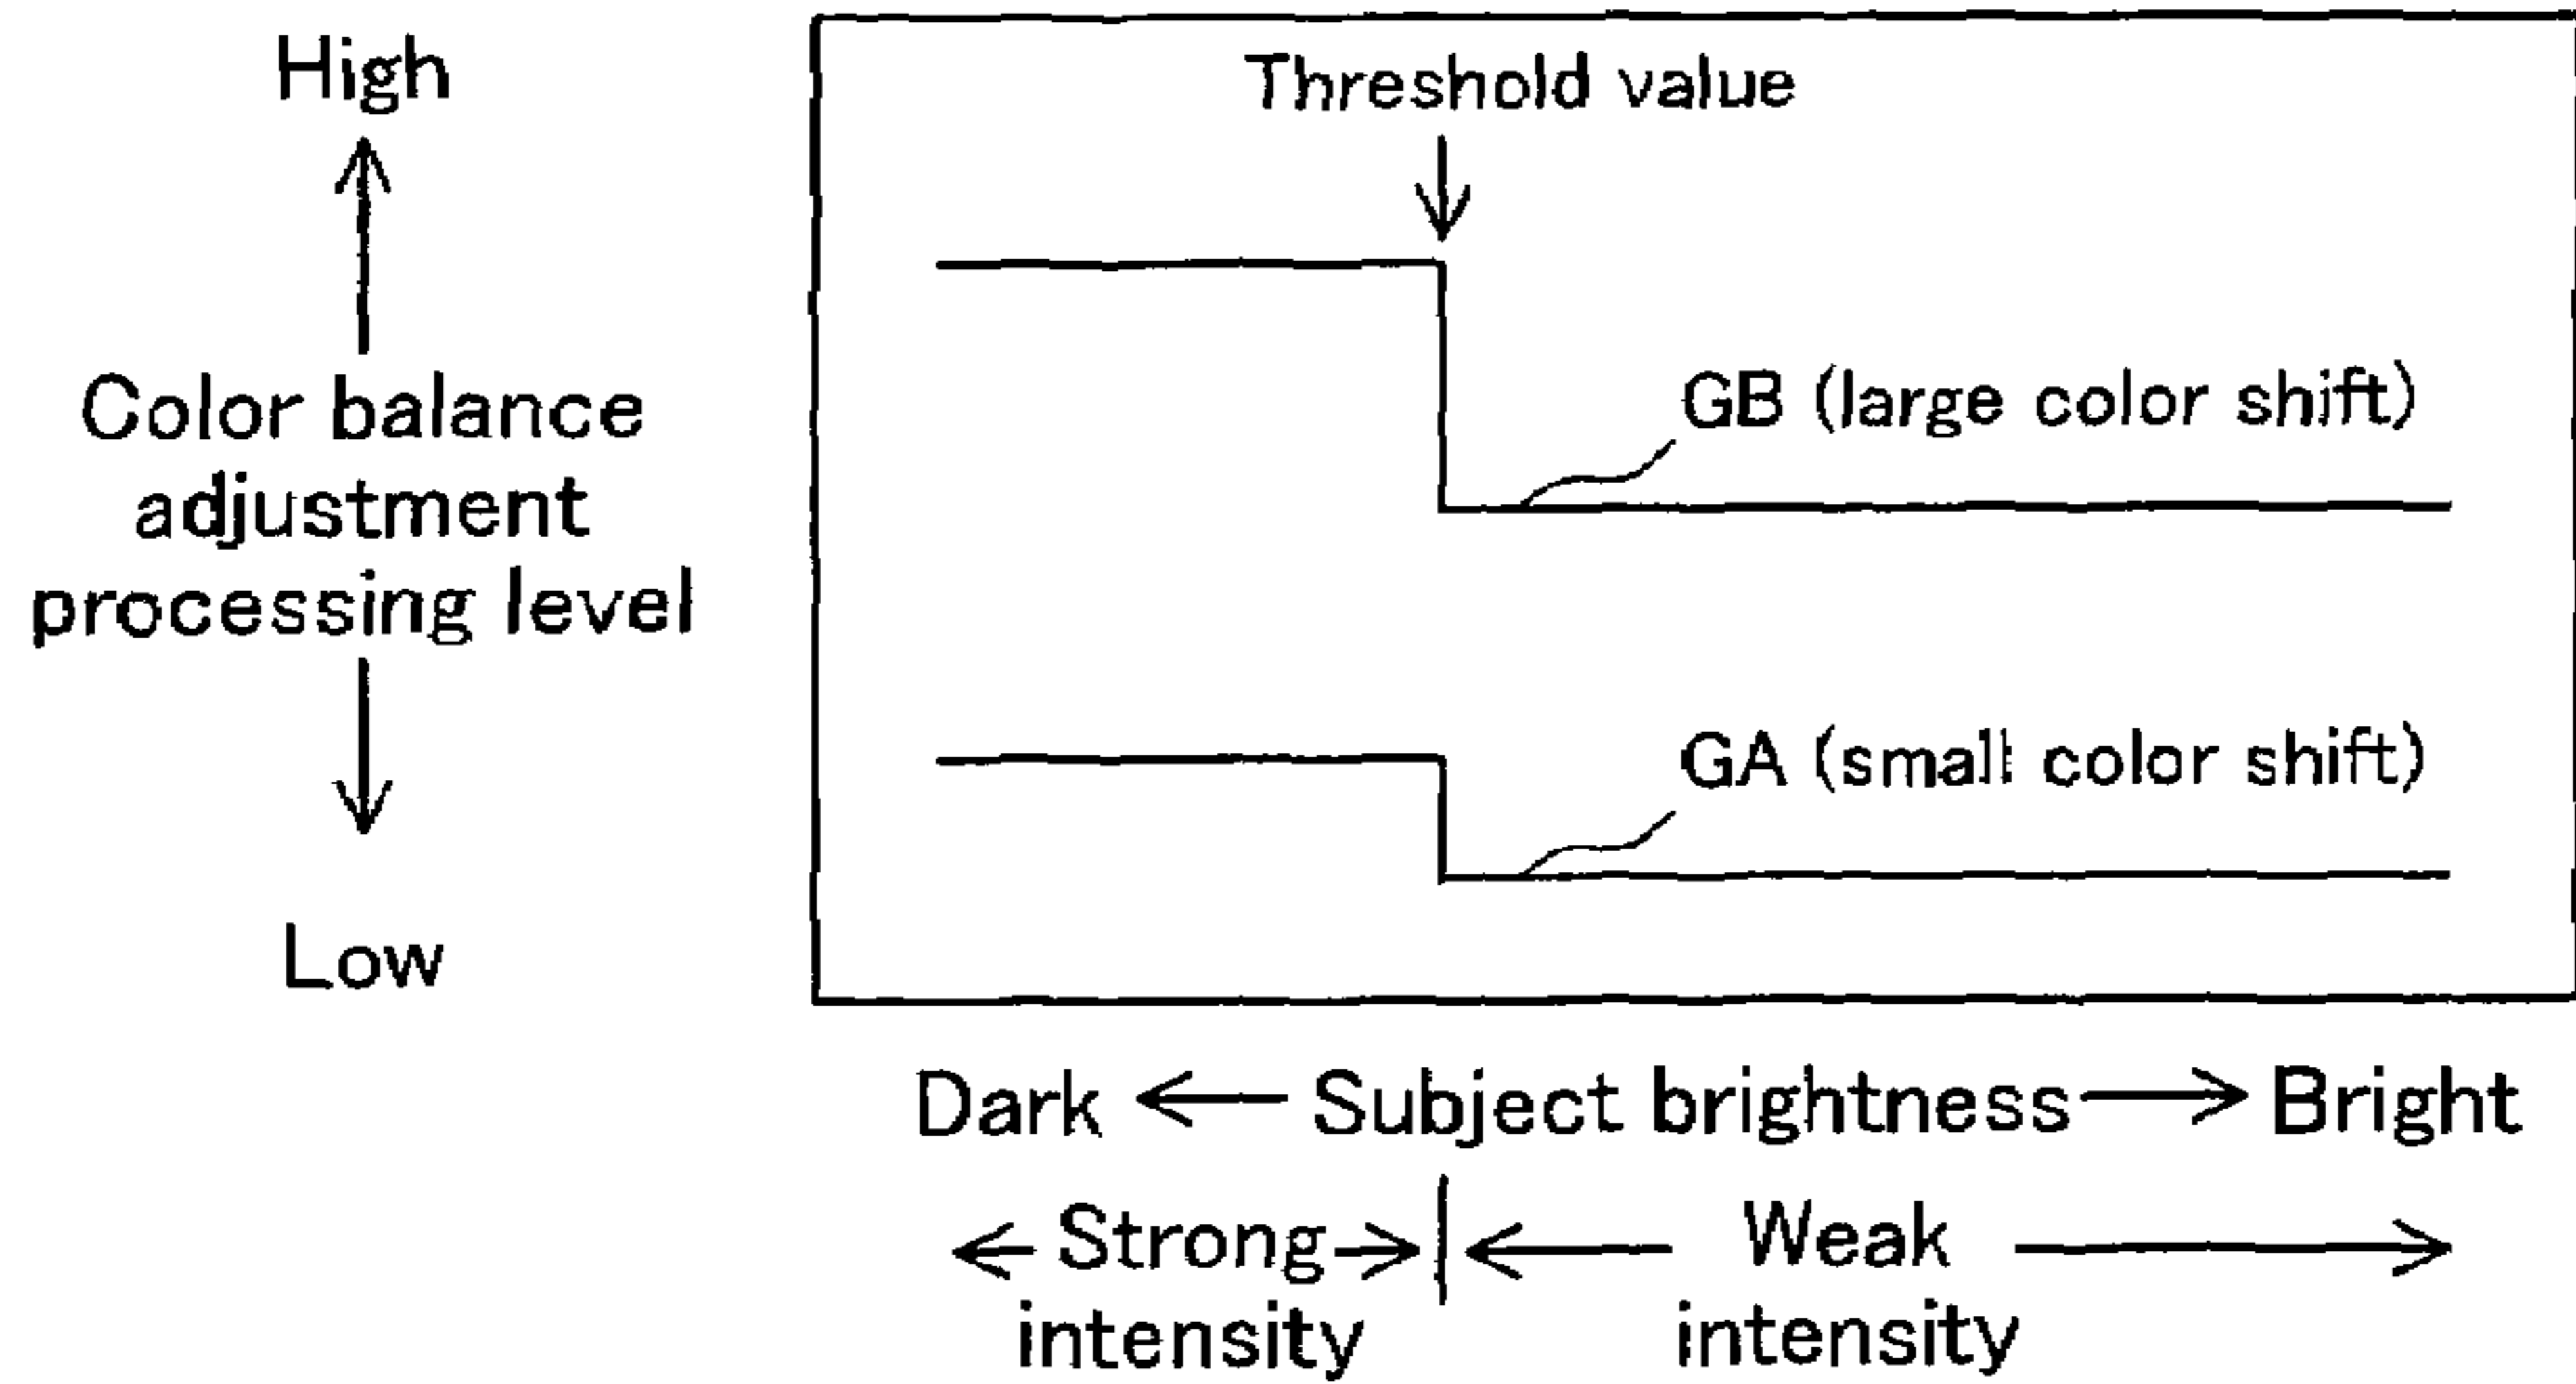 High
Color balance
adjustment
processing level
Low
Threshold value
GB (large color shift)
GA (small color shift)
Dark Subject brightness Bright
Strong Weak
intensity intensity